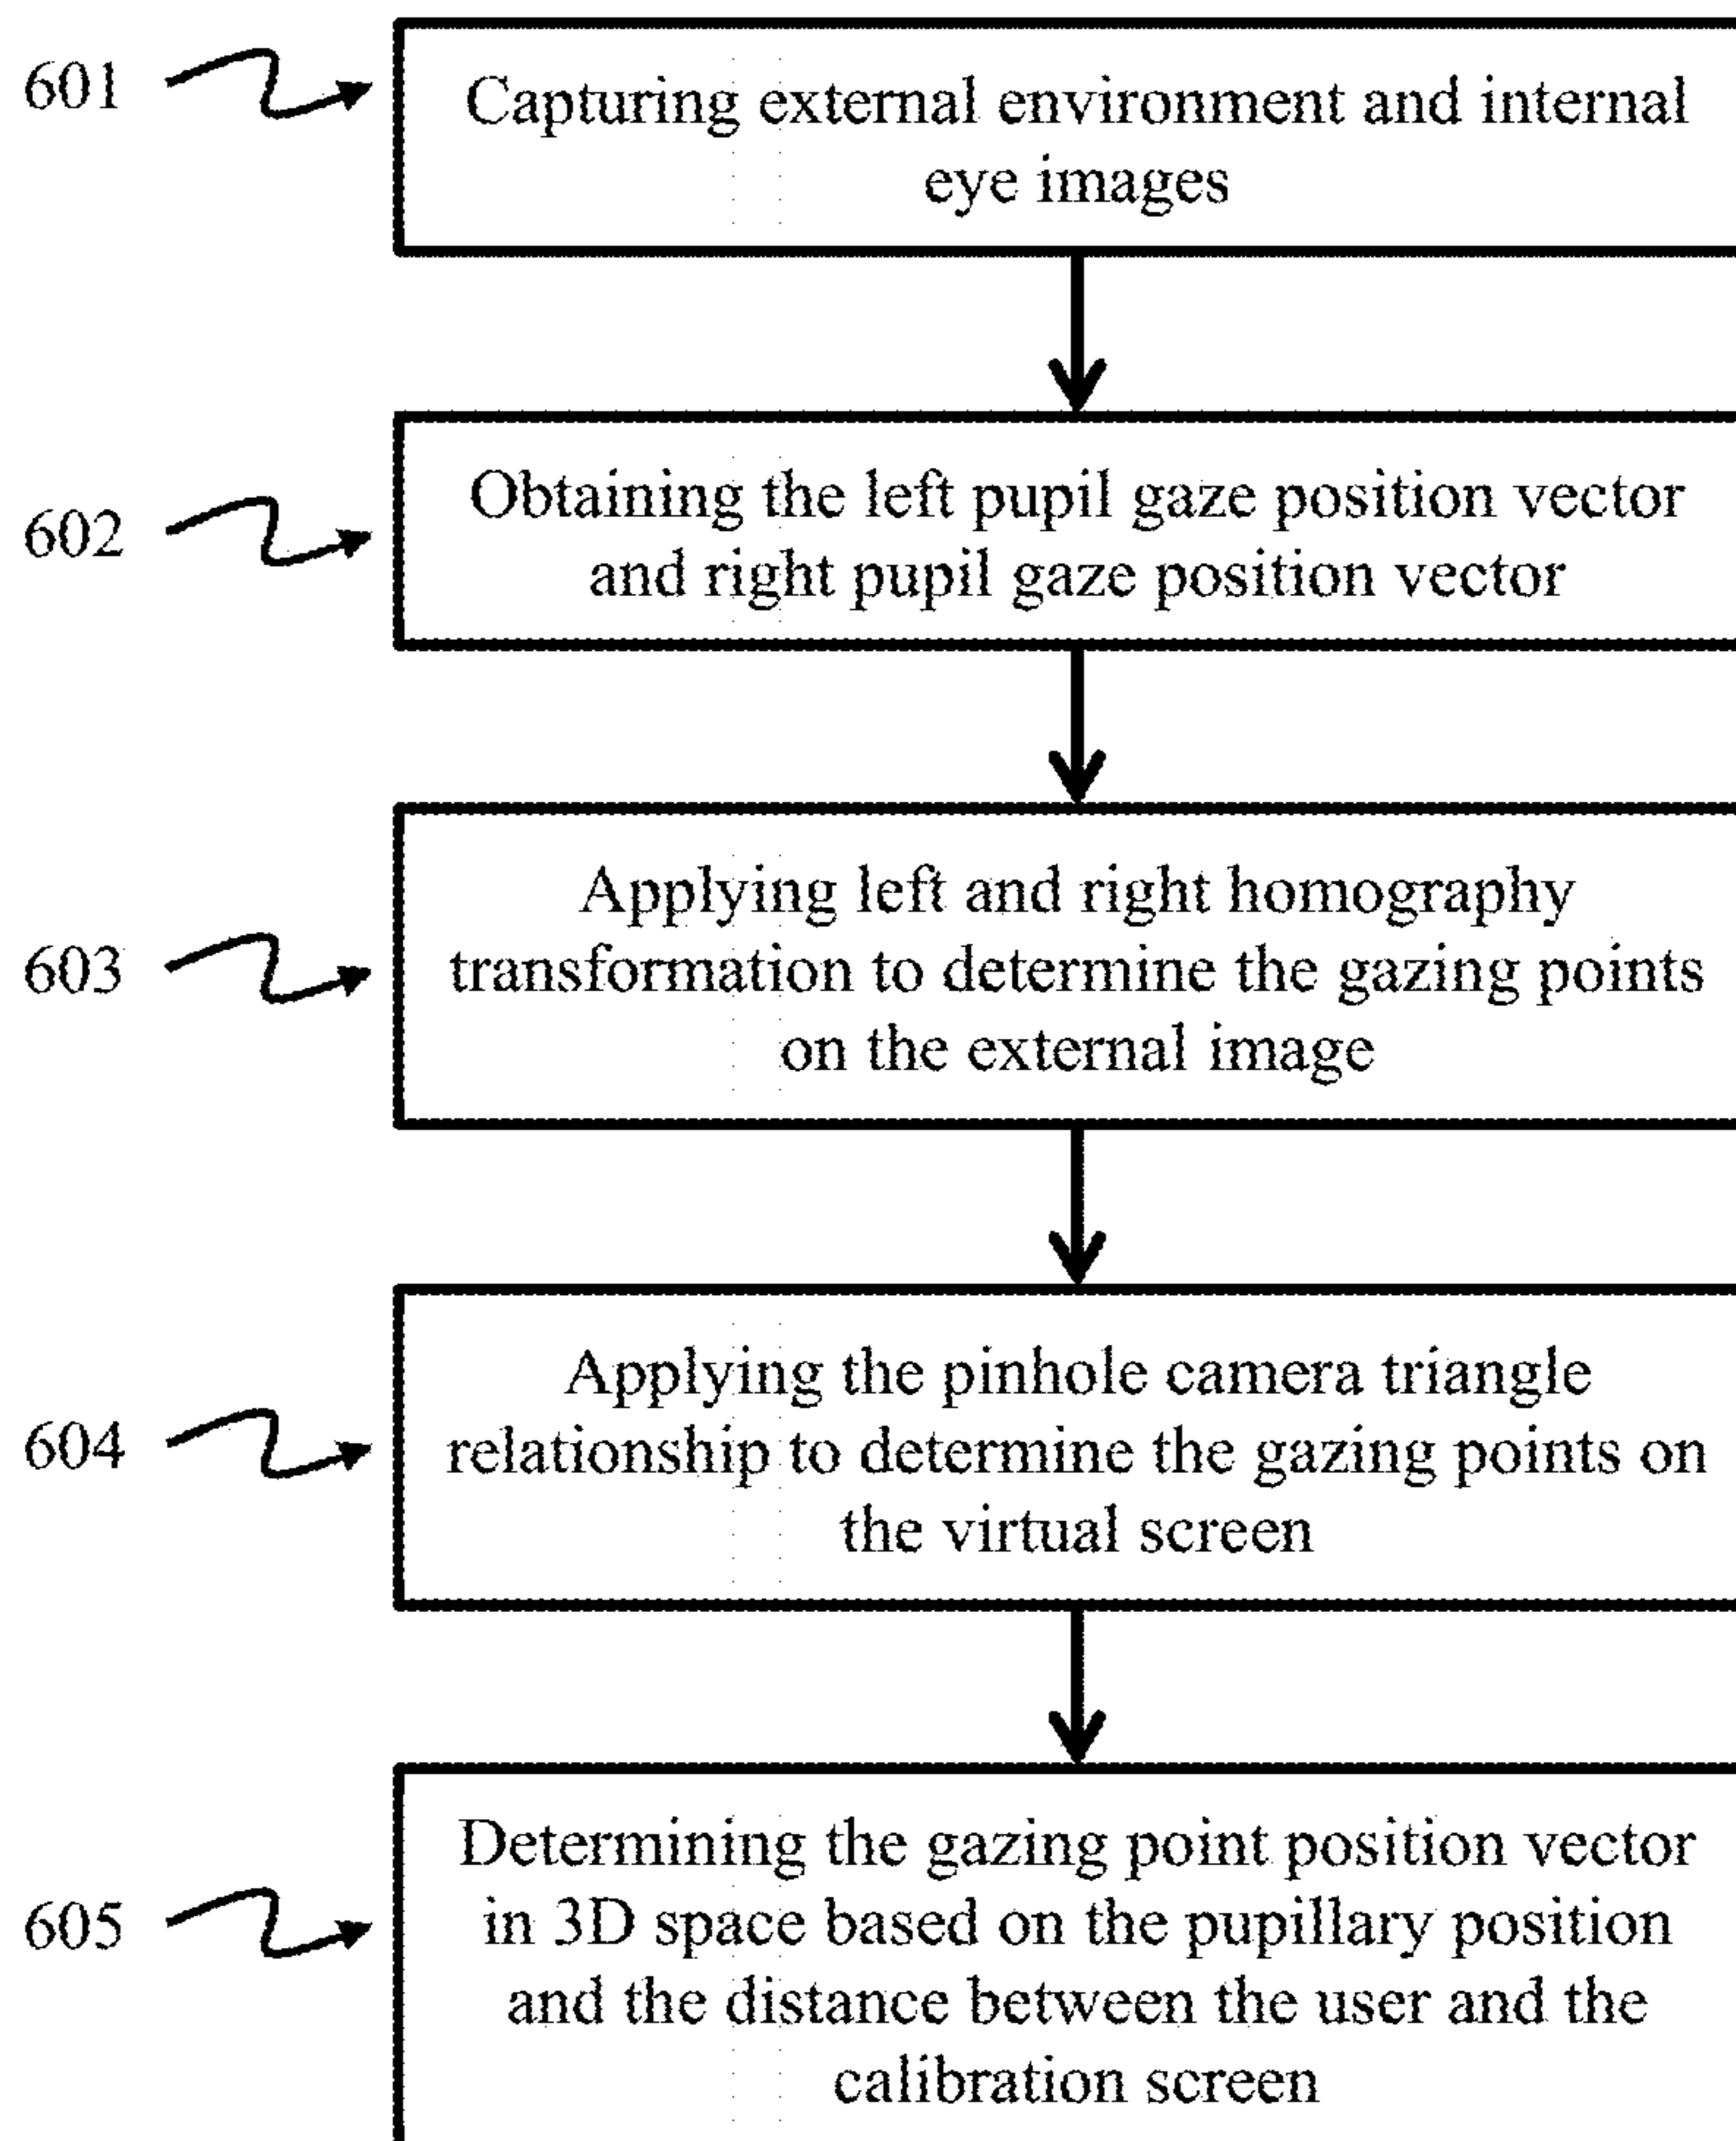 601
Capturing external environment and internal
eye images
602
Obtaining the left pupil gaze position vector
and right pupil gaze position vector
603
Applying left and right homography
transformation to determine the gazing points
on the external image
604
Applying the pinhole camera triangle
relationship to determine the gazing points on
the virtual screen
605
Determining the gazing point position vector
in 3D space based on the pupillary position
and the distance between the user and the
calibration screen